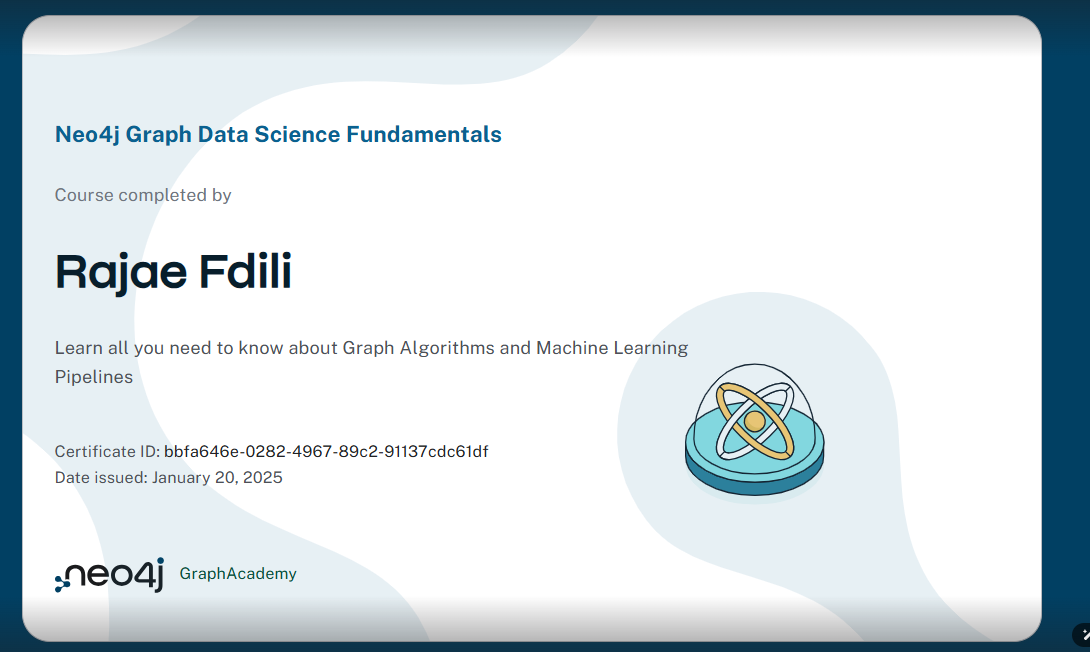 Neo4j Graph Data Science Fundamentals
Course completed by
Rajae Fdili
Learn all you need to know about Graph Algorithms and Machine Learning
Pipelines
Certificate ID: bbfa646e-0282-4967-89c2-91137cdc61df
Date issued: January 20, 2025
neo4j GraphAcademy